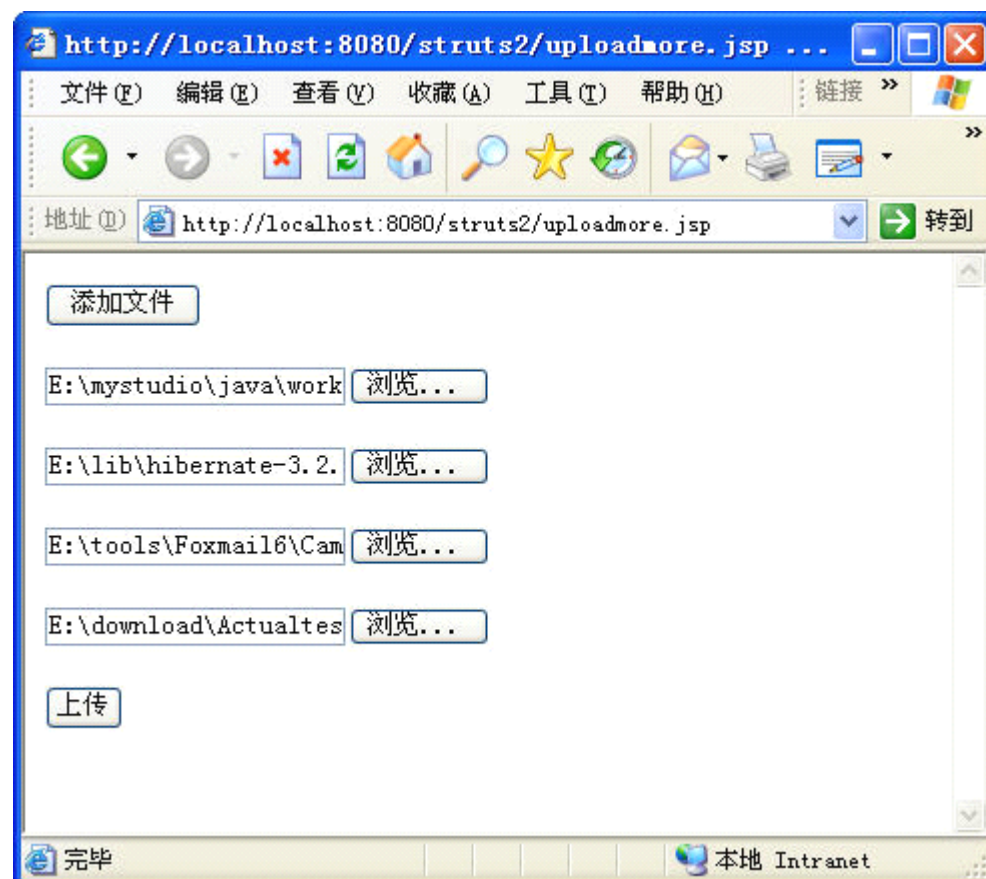 http://localhost:8080/struts2/uploadmore.jsp ...
文件(F) 编辑(E) 查看(V) 收藏(A) 工具(T) 帮助(H) 链接 »
»
地址(D) http://localhost:8080/struts2/uploadmore.jsp 转到
添加文件
E:\mystudio\java\work 浏览...
E:\lib\hibernate-3.2. 浏览...
E:\tools\Foxmail6\Cam 浏览...
E:\download\Actualtes 浏览...
上传
完毕 本地 Intranet